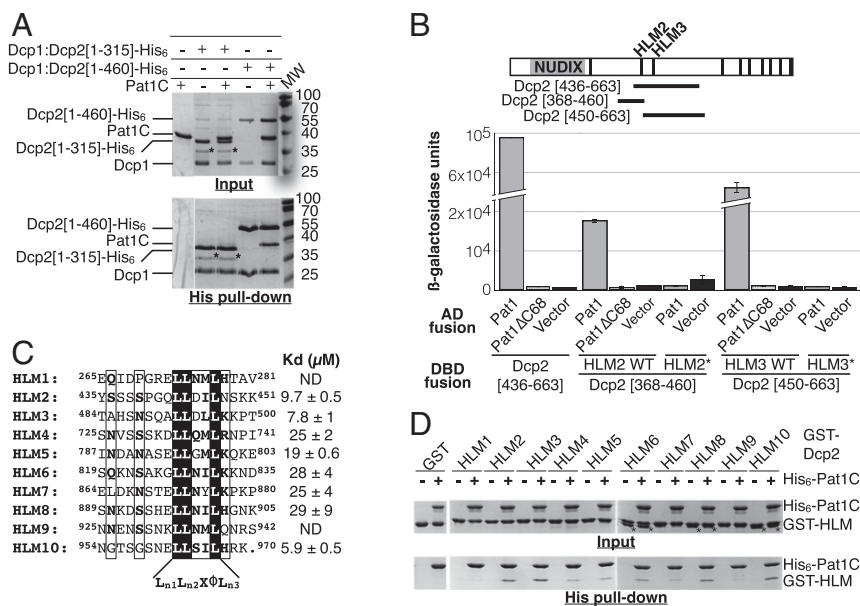 A
Dcp1:Dcp2[1-315]-His6 - + + - -
Dcp1:Dcp2[1-460]-His6 - - - + +
Pat1C + - + - + MW
Dcp2[1-460]-His6
Pat1C
Dcp2[1-315]-His6
Dcp1
* *
100
70
55
40
35
25
Input
Dcp2[1-460]-His6
Pat1C
Dcp2[1-315]-His6
Dcp1
* *
100
70
55
40
35
25
His pull-down
B
HLM2
HLM3
NUDIX
Dcp2 [436-663]
Dcp2 [368-460]
Dcp2 [450-663]
ß-galactosidase units
10^5
6x10^4
2x10^4
10^4
0
AD fusion
Pat1 Pat1ΔC68 Vector Pat1 Pat1ΔC68 Vector Pat1 Vector Pat1 Pat1ΔC68 Vector Pat1 Vector
DBD fusion
Dcp2 [436-663]
HLM2 WT HLM2*
Dcp2 [368-460]
HLM3 WT HLM3*
Dcp2 [450-663]
C
Kd (µM)
HLM1: 265EQIDPGRELLNMLHTAV281 ND
HLM2: 435YSSSSPGQLLDILNSKK451 9.7 ± 0.5
HLM3: 484TAHSNSQALLDLLKKPT500 7.8 ± 1
HLM4: 725SNVSSSKDLLQMLRNPI741 25 ± 2
HLM5: 787INDANSNELLGMLKQKE803 19 ± 0.6
HLM6: 819SQKNSAKGLLNILKKND835 28 ± 4
HLM7: 864ELDKNSTELLNYLKPKP880 25 ± 4
HLM8: 889SNKDSSNELLNILHGNK905 29 ± 9
HLM9: 925NNENSSNKLLNMLQNRS942 ND
HLM10: 954NGTSGSNELLSILHRK.970 5.9 ± 0.5
Ln1Ln2XΦLn3
D
GST HLM1 HLM2 HLM3 HLM4 HLM5 HLM6 HLM7 HLM8 HLM9 HLM10 GST-Dcp2
- + - + - + - + - + - + - + - + - + - + - + His6-Pat1C
His6-Pat1C
GST-HLM
* * * * * *
Input
His6-Pat1C
GST-HLM
His pull-down